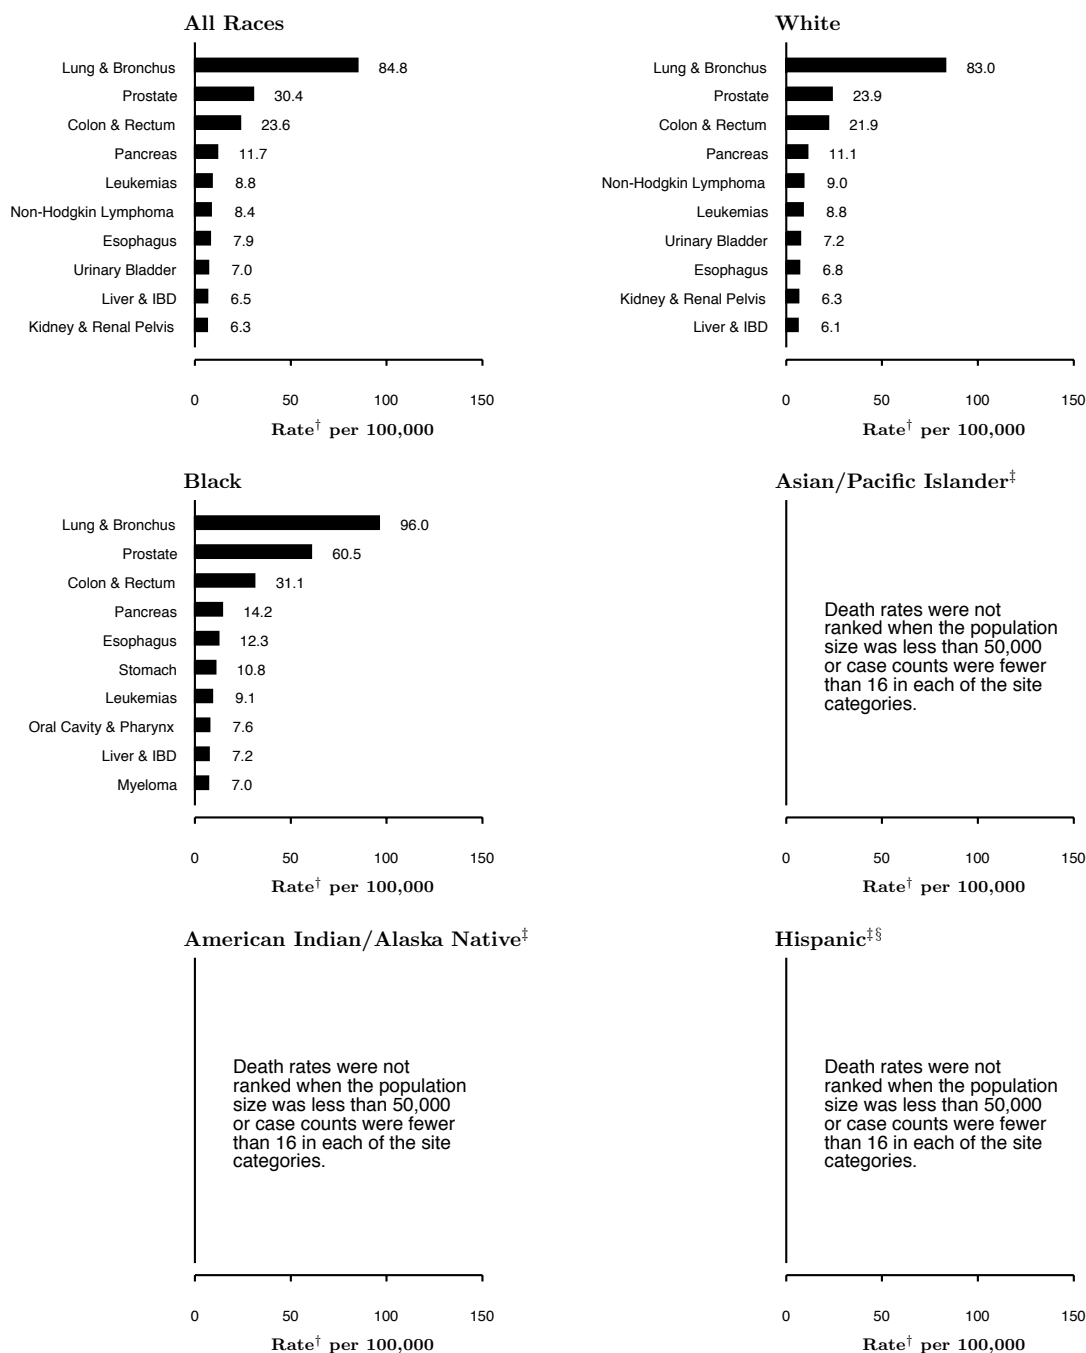 All Races
Lung & Bronchus 84.8
Prostate 30.4
Colon & Rectum 23.6
Pancreas 11.7
Leukemias 8.8
Non-Hodgkin Lymphoma 8.4
Esophagus 7.9
Urinary Bladder 7.0
Liver & IBD 6.5
Kidney & Renal Pelvis 6.3
0 50 100 150
Rate† per 100,000
White
Lung & Bronchus 83.0
Prostate 23.9
Colon & Rectum 21.9
Pancreas 11.1
Non-Hodgkin Lymphoma 9.0
Leukemias 8.8
Urinary Bladder 7.2
Esophagus 6.8
Kidney & Renal Pelvis 6.3
Liver & IBD 6.1
0 50 100 150
Rate† per 100,000
Black
Lung & Bronchus 96.0
Prostate 60.5
Colon & Rectum 31.1
Pancreas 14.2
Esophagus 12.3
Stomach 10.8
Leukemias 9.1
Oral Cavity & Pharynx 7.6
Liver & IBD 7.2
Myeloma 7.0
0 50 100 150
Rate† per 100,000
Asian/Pacific Islander‡
Death rates were not
ranked when the population
size was less than 50,000
or case counts were fewer
than 16 in each of the site
categories.
0 50 100 150
Rate† per 100,000
American Indian/Alaska Native‡
Death rates were not
ranked when the population
size was less than 50,000
or case counts were fewer
than 16 in each of the site
categories.
0 50 100 150
Rate† per 100,000
Hispanic‡§
Death rates were not
ranked when the population
size was less than 50,000
or case counts were fewer
than 16 in each of the site
categories.
0 50 100 150
Rate† per 100,000